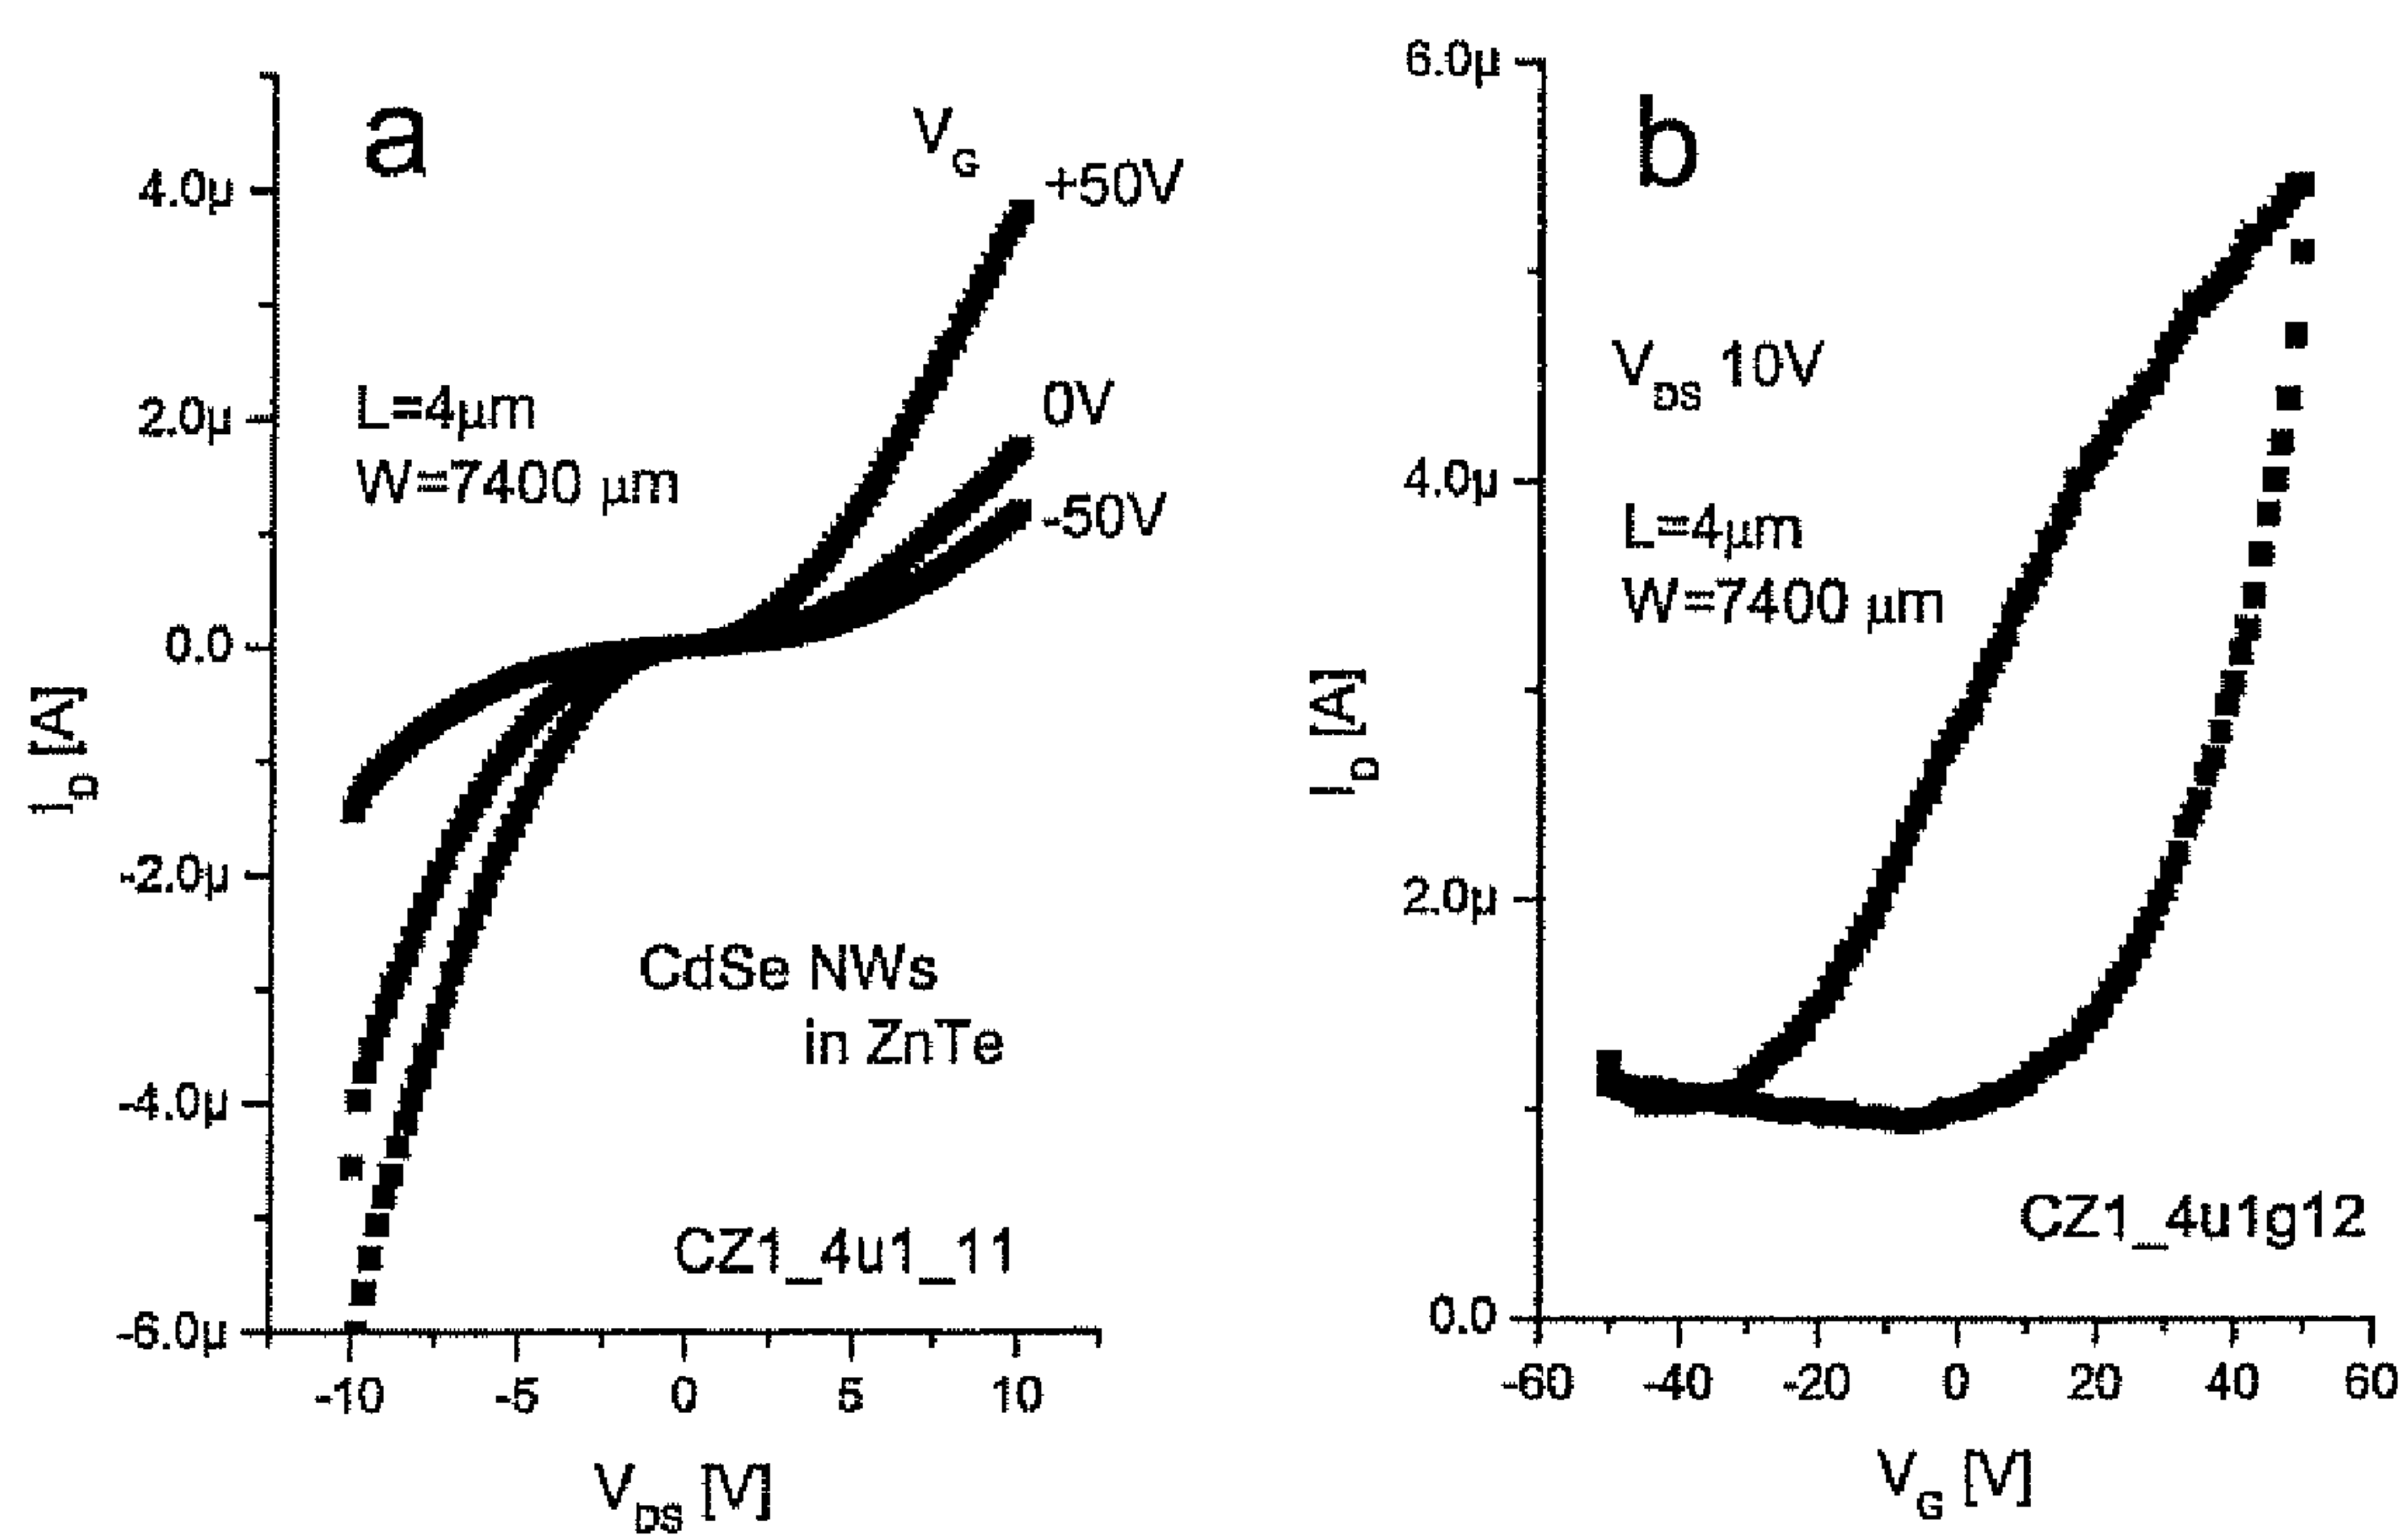 a
V_G
+50V
0V
-50V
4.0μ
2.0μ
0.0
-2.0μ
-4.0μ
-6.0μ
L=4μm
W=7400 μm
CdSe NWs
in ZnTe
CZ1_4u1_11
I_D [A]
-10 -5 0 5 10
V_DS [V]
b
6.0μ
4.0μ
2.0μ
0.0
V_DS 10V
L=4μm
W=7400 μm
CZ1_4u1g12
I_D [A]
-60 -40 -20 0 20 40 60
V_G [V]